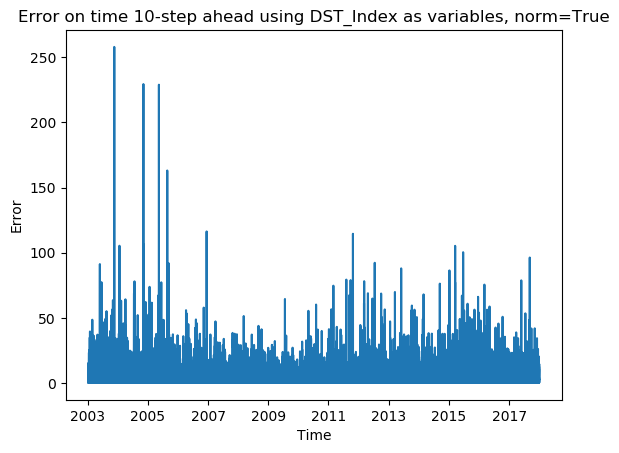 Error on time 10-step ahead using DST_Index as variables, norm=True
250
200
150
100
50
0
Error
2003 2005 2007 2009 2011 2013 2015 2017
Time